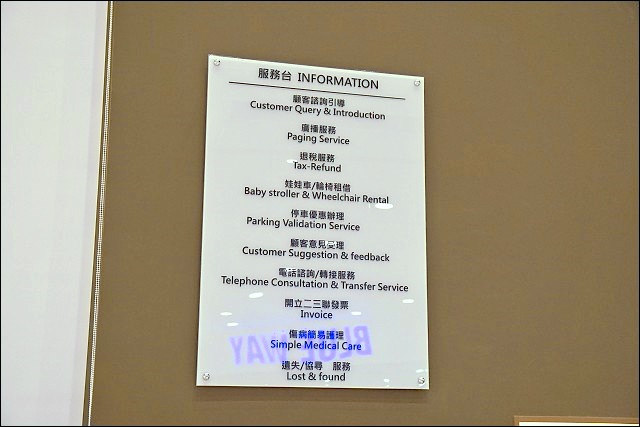 服務台 INFORMATION
顧客諮詢引導
Customer Query & Introduction
廣播服務
Paging Service
退稅服務
Tax-Refund
娃娃車/輪椅租借
Baby stroller & Wheelchair Rental
停車優惠辦理
Parking Validation Service
顧客意見受理
Customer Suggestion & feedback
電話諮詢/轉接服務
Telephone Consultation & Transfer Service
開立二三聯發票
Invoice
傷病簡易護理
Simple Medical Care
BLUE WAY
遺失/協尋 服務
Lost & found